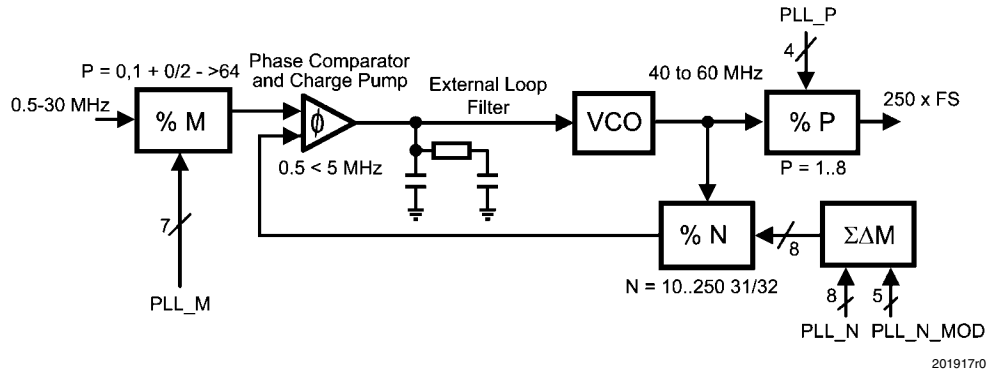 PLL_P
4
Phase Comparator
and Charge Pump
P = 0,1 + 0/2 - >64
External Loop
Filter
40 to 60 MHz
0.5-30 MHz
% M
ϕ
VCO
% P
250 x FS
0.5 < 5 MHz
P = 1..8
7
% N
8
ΣΔM
N = 10..250 31/32
8
5
PLL_M
PLL_N
PLL_N_MOD
201917r0